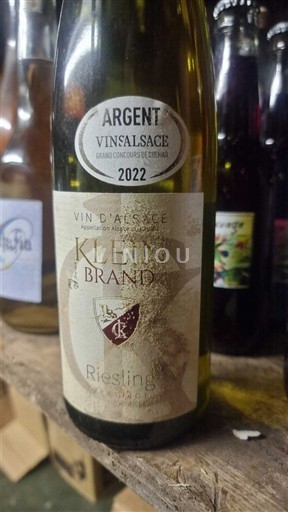 ARGENT
VINSALSACE
GRAND CONCOURS DE COLMAR
2022
VIN D'ALSACE
Appellation Alsace Contrôlée
KLEIN
BRAND
Riesling